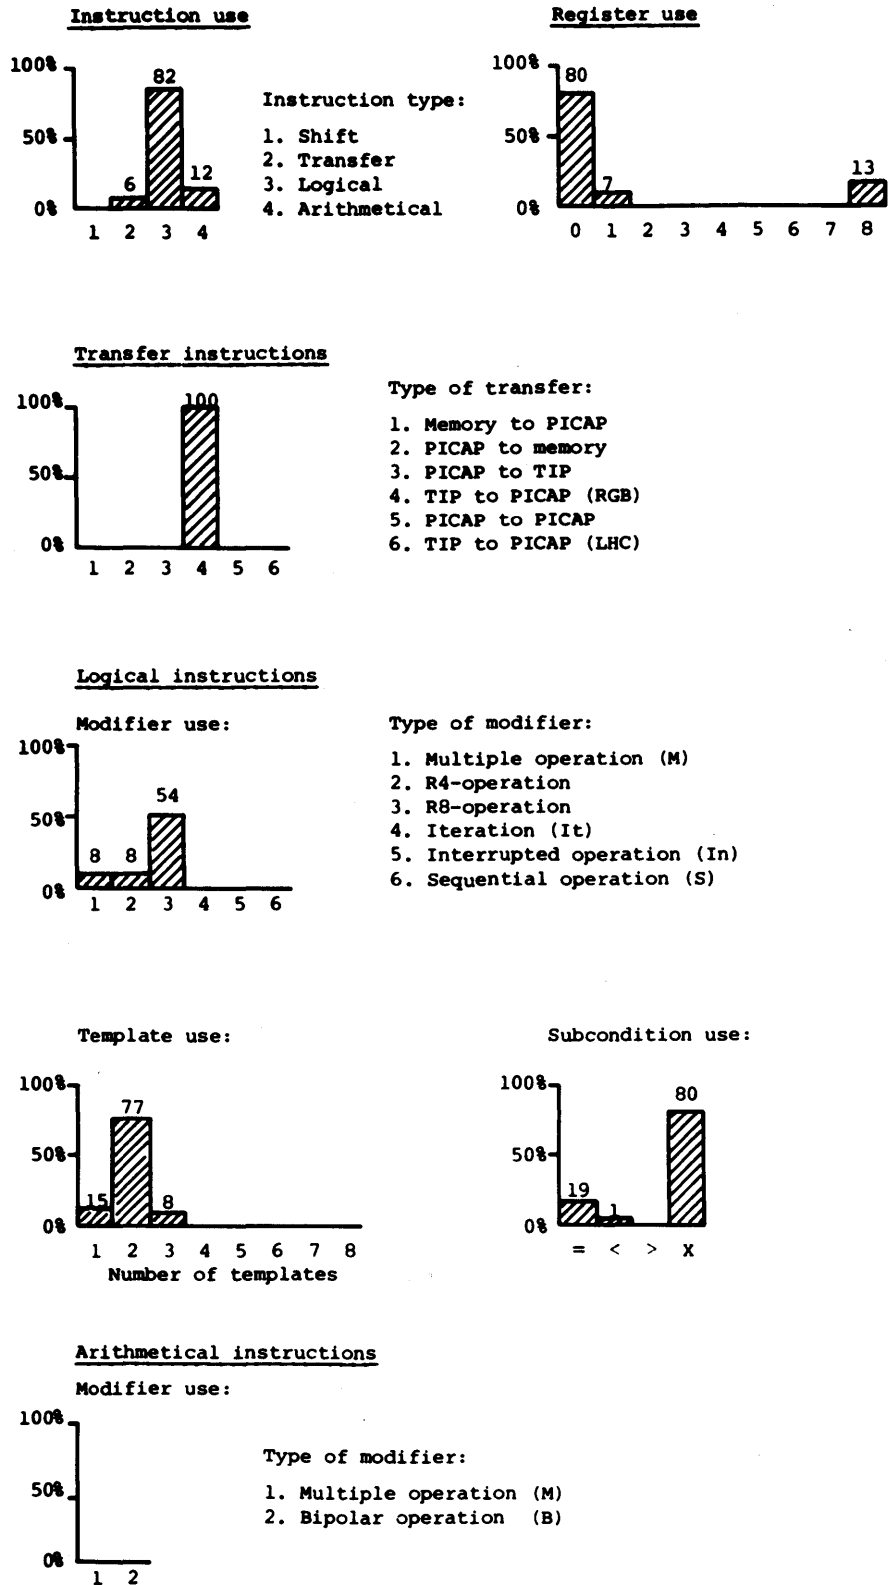 Instruction use
100%
50%
0%
82
6
12
1 2 3 4
Instruction type:
1. Shift
2. Transfer
3. Logical
4. Arithmetical
Register use
100%
50%
0%
80
7
13
0 1 2 3 4 5 6 7 8
Transfer instructions
100%
50%
0%
100
1 2 3 4 5 6
Type of transfer:
1. Memory to PICAP
2. PICAP to memory
3. PICAP to TIP
4. TIP to PICAP (RGB)
5. PICAP to PICAP
6. TIP to PICAP (LHC)
Logical instructions
Modifier use:
100%
50%
0%
8
8
54
1 2 3 4 5 6
Type of modifier:
1. Multiple operation (M)
2. R4-operation
3. R8-operation
4. Iteration (It)
5. Interrupted operation (In)
6. Sequential operation (S)
Template use:
100%
50%
0%
15
77
8
1 2 3 4 5 6 7 8
Number of templates
Subcondition use:
100%
50%
0%
19
1
80
= < > X
Arithmetical instructions
Modifier use:
100%
50%
0%
1 2
Type of modifier:
1. Multiple operation (M)
2. Bipolar operation (B)